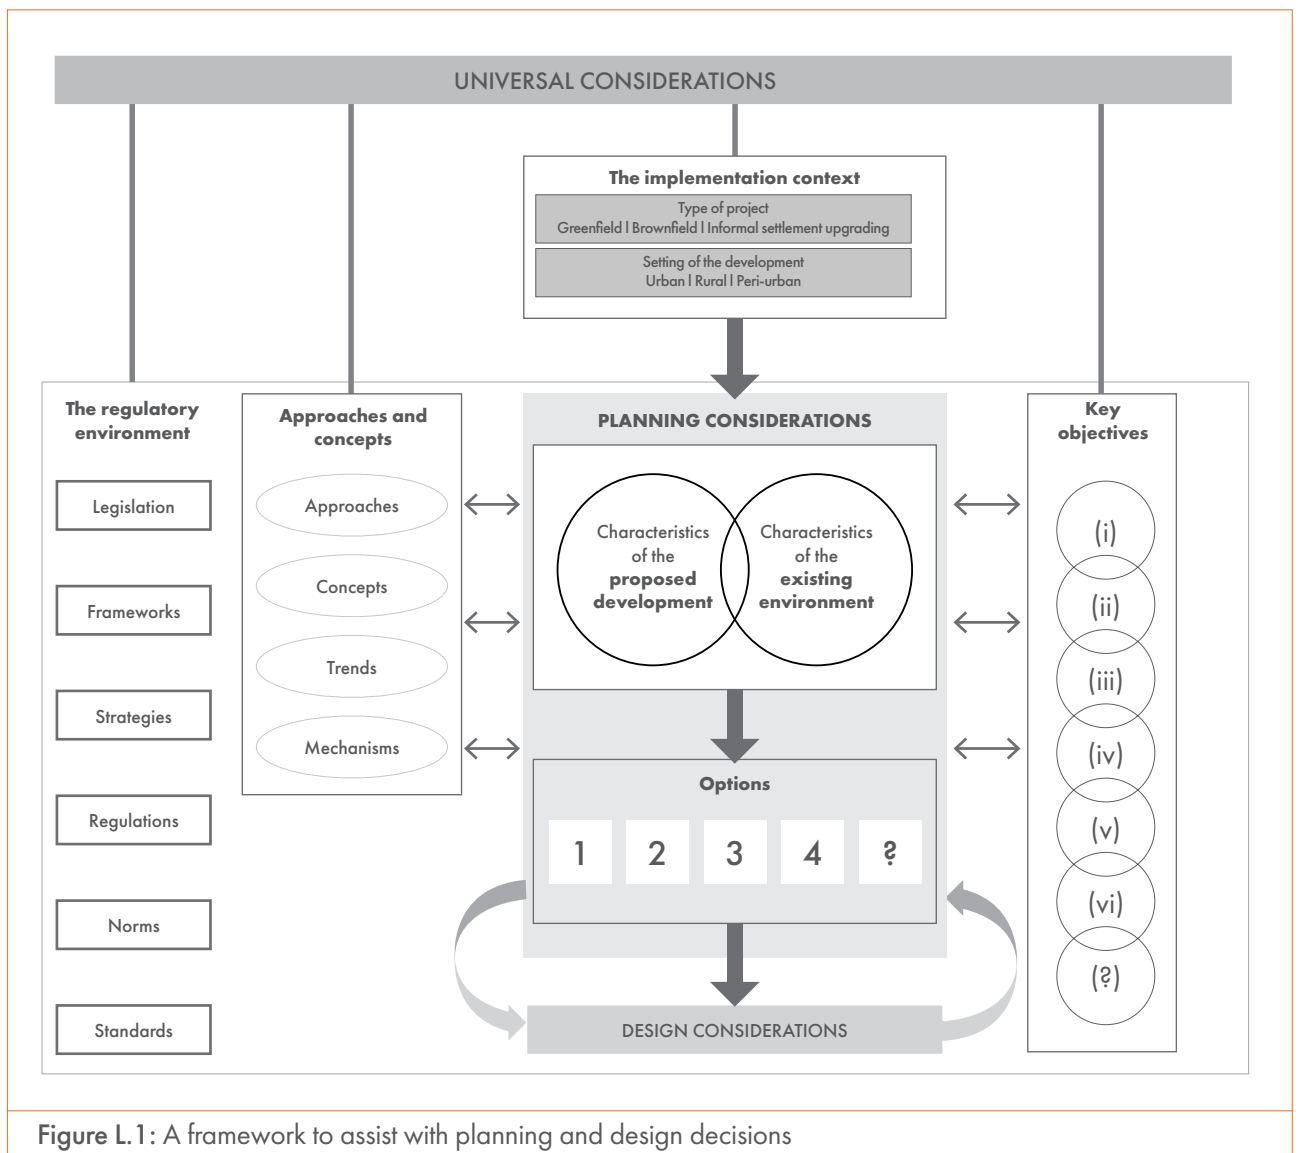 UNIVERSAL CONSIDERATIONS
The implementation context
Type of project
Greenfield l Brownfield l Informal settlement upgrading
Setting of the development
Urban l Rural l Peri-urban
The regulatory
environment
Legislation
Frameworks
Strategies
Regulations
Norms
Standards
Approaches and
concepts
Approaches
Concepts
Trends
Mechanisms
PLANNING CONSIDERATIONS
Characteristics
of the
proposed
development
Characteristics
of the
existing
environment
Options
1 2 3 4 ?
DESIGN CONSIDERATIONS
Key
objectives
(i)
(ii)
(iii)
(iv)
(v)
(vi)
(?)
Figure L.1: A framework to assist with planning and design decisions